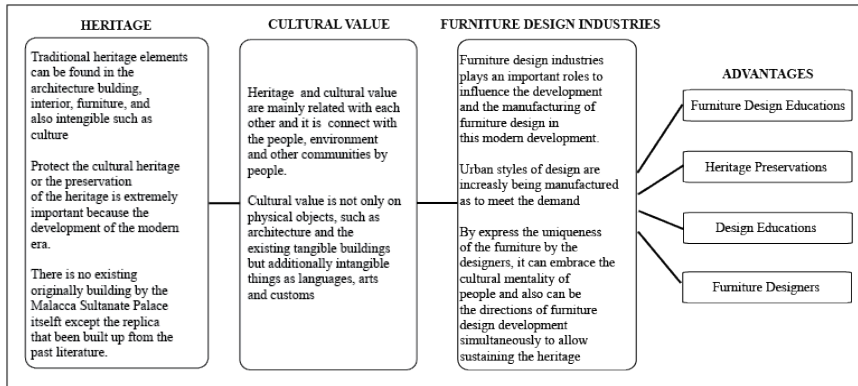 HERITAGE
Traditional heritage elements
can be found in the
architecture bulding,
interior, furniture, and
also intengible such as
culture
Protect the cultural heritage
or the preservation
of the heritage is extremely
important because the
development of the modern
era.
There is no existing
originally building by the
Malacca Sultanate Palace
itselft except the replica
that been built up ftom the
past literature.
CULTURAL VALUE
Heritage and cultural value
are mainly related with each
other and it is connect with
the people, environment
and other communities by
people.
Cultural value is not only on
physical objects, such as
architecture and the
existing tangible buildings
but additionally intangible
things as languages, arts
and customs
FURNITURE DESIGN INDUSTRIES
Furniture design industries
plays an important roles to
influence the development
and the manufacturing of
furniture design in
this modern development.
Urban styles of design are
increasly being manufactured
as to meet the demand
By express the uniqueness
of the furniture by the
designers, it can embrace the
cultural mentality of
people and also can be
the directions of furniture
design development
simultaneously to allow
sustaining the heritage
ADVANTAGES
Furniture Design Educations
Heritage Preservations
Design Educations
Furniture Designers